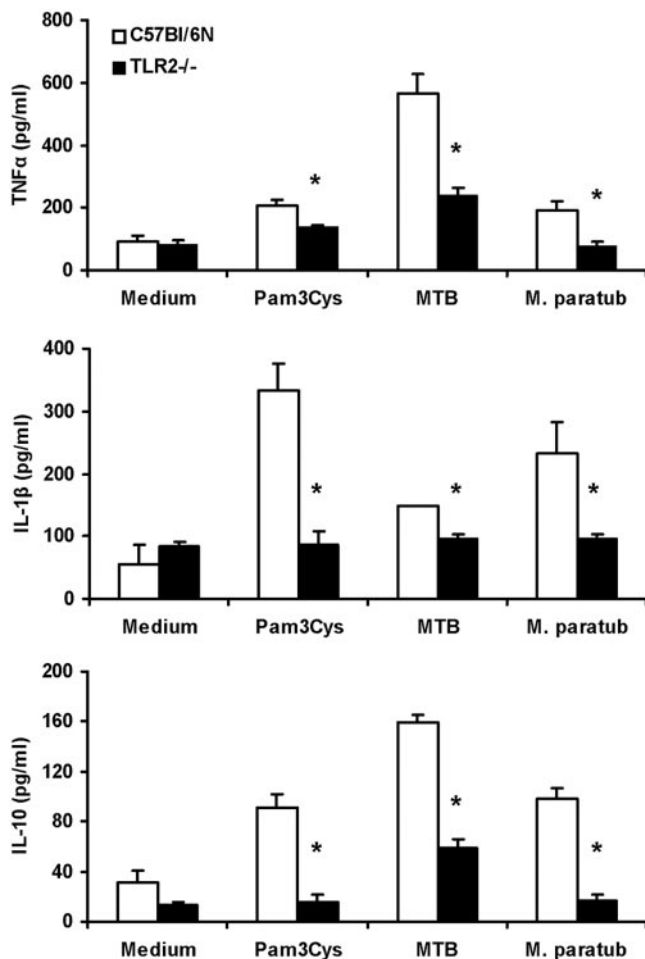 800
C57Bl/6N
TLR2-/-
600
TNFα (pg/ml)
400
*
*
*
200
0
Medium Pam3Cys MTB M. paratub
400
300
IL-1β (pg/ml)
200
* * *
100
0
Medium Pam3Cys MTB M. paratub
200
160
IL-10 (pg/ml)
120
80
*
* *
40
0
Medium Pam3Cys MTB M. paratub